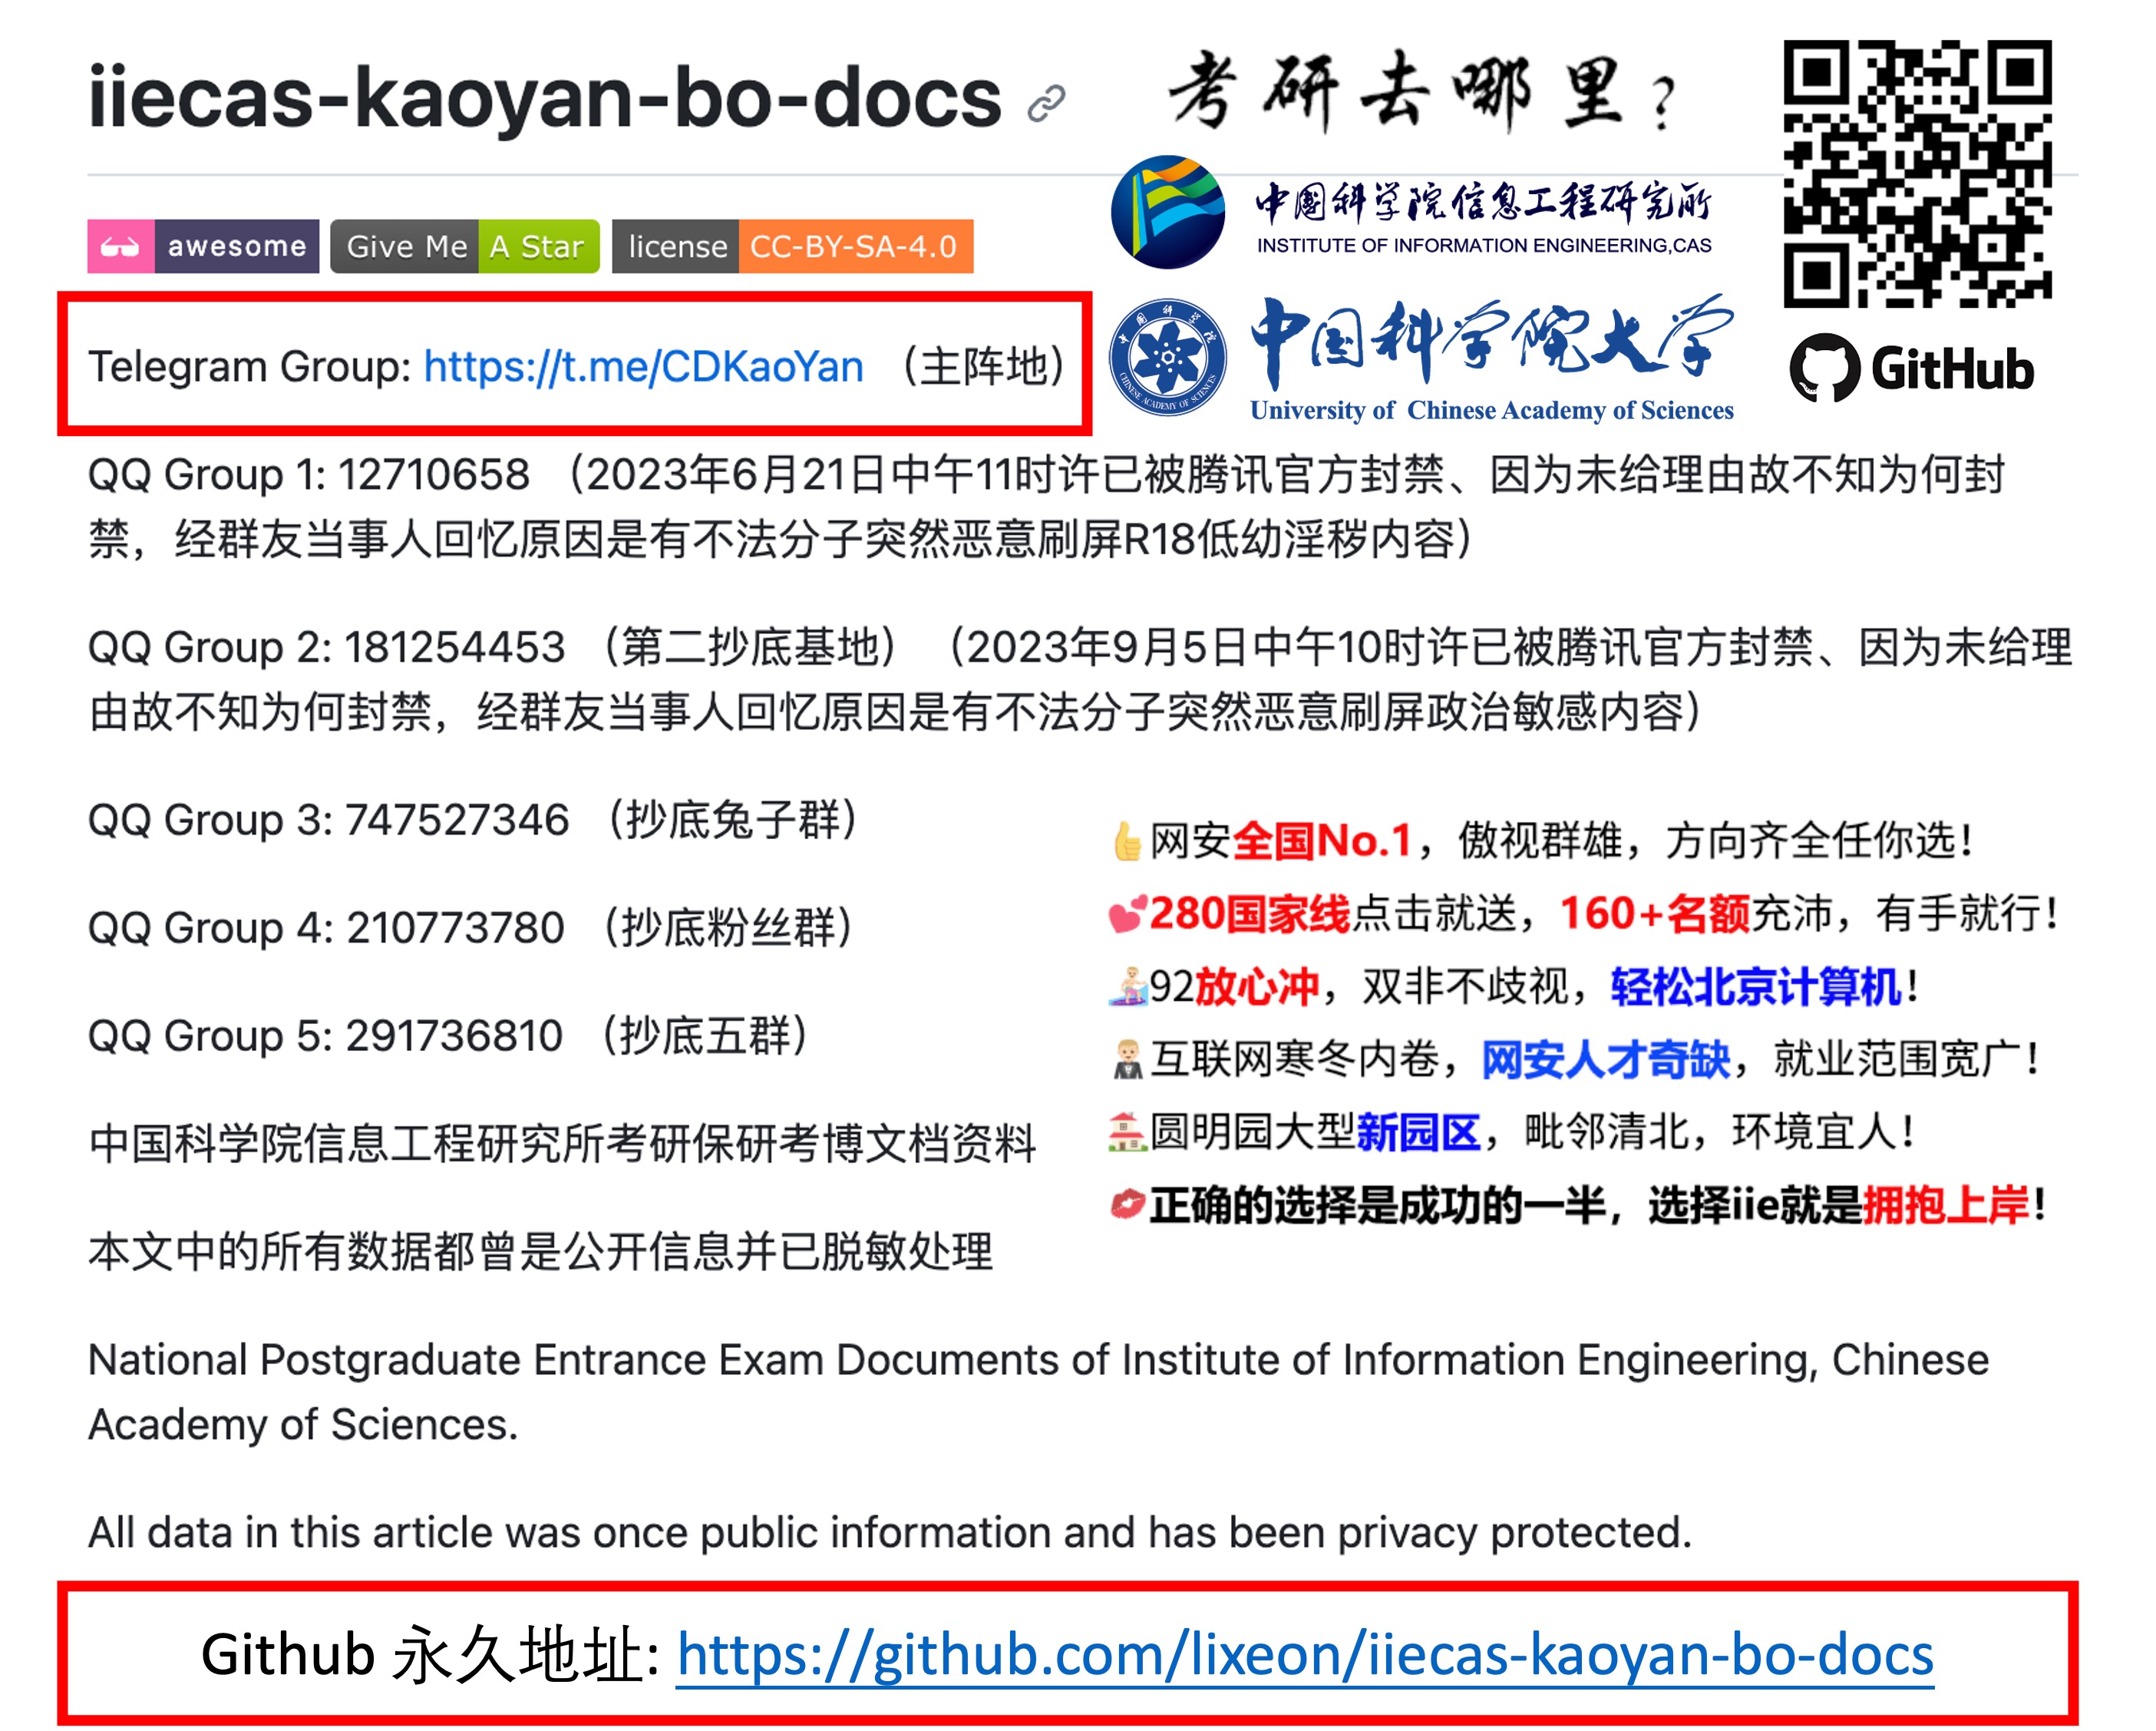 iiecas-kaoyan-bo-docs
考研去哪里?
awesome
Give Me A Star
license CC-BY-SA-4.0
中国科学院信息工程研究所
INSTITUTE OF INFORMATION ENGINEERING,CAS
中国科学院
CHINESE ACADEMY OF SCIENCES
中国科学院大学
University of Chinese Academy of Sciences
GitHub
Telegram Group: https://t.me/CDKaoYan （主阵地）
QQ Group 1: 12710658 （2023年6月21日中午11时许已被腾讯官方封禁、因为未给理由故不知为何封
禁，经群友当事人回忆原因是有不法分子突然恶意刷屏R18低幼淫秽内容）
QQ Group 2: 181254453 （第二抄底基地）（2023年9月5日中午10时许已被腾讯官方封禁、因为未给理
由故不知为何封禁，经群友当事人回忆原因是有不法分子突然恶意刷屏政治敏感内容）
QQ Group 3: 747527346 （抄底兔子群）
QQ Group 4: 210773780 （抄底粉丝群）
QQ Group 5: 291736810 （抄底五群）
中国科学院信息工程研究所考研保研考博文档资料
本文中的所有数据都曾是公开信息并已脱敏处理
👍网安全国No.1，傲视群雄，方向齐全任你选！
💕280国家线点击就送，160+名额充沛，有手就行！
🏄92放心冲，双非不歧视，轻松北京计算机！
🤵互联网寒冬内卷，网安人才奇缺，就业范围宽广！
🏠圆明园大型新园区，毗邻清北，环境宜人！
💋正确的选择是成功的一半，选择iie就是拥抱上岸！
National Postgraduate Entrance Exam Documents of Institute of Information Engineering, Chinese
Academy of Sciences.
All data in this article was once public information and has been privacy protected.
Github 永久地址: https://github.com/lixeon/iiecas-kaoyan-bo-docs